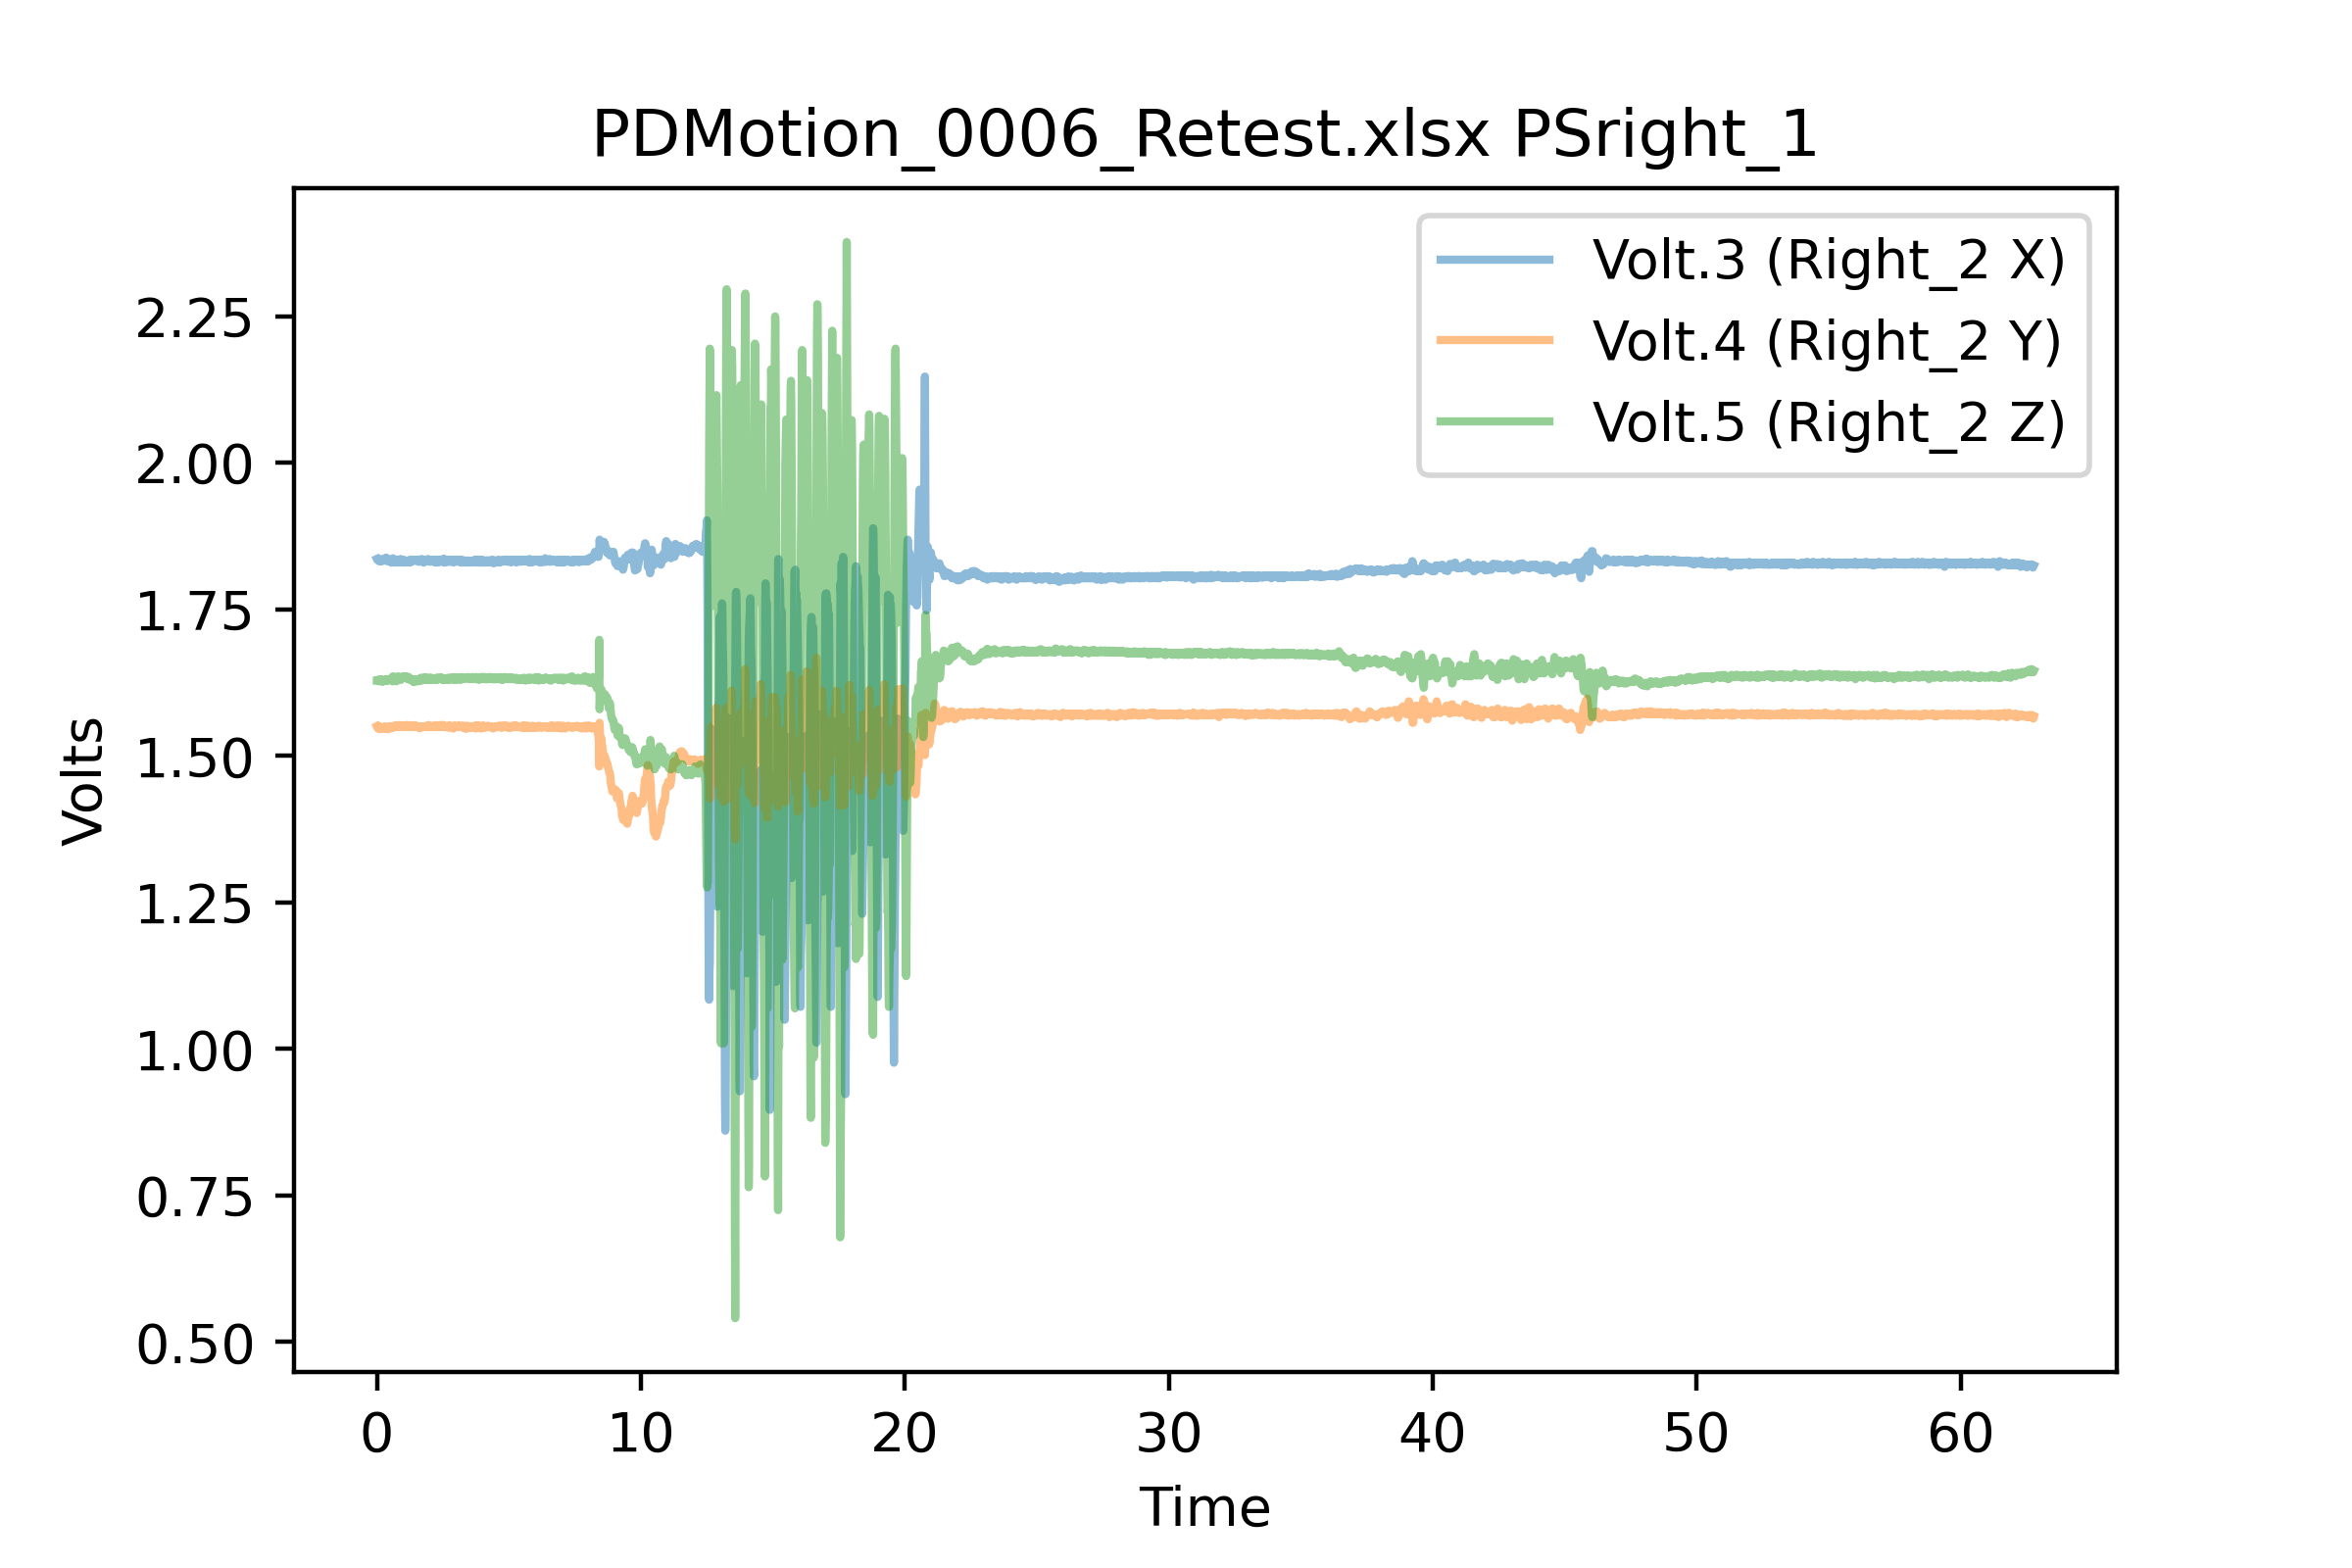 PDMotion_0006_Retest.xlsx PSright_1
Volt.3 (Right_2 X)
Volt.4 (Right_2 Y)
Volt.5 (Right_2 Z)
2.25
2.00
1.75
1.50
1.25
1.00
0.75
0.50
Volts
0 10 20 30 40 50 60
Time